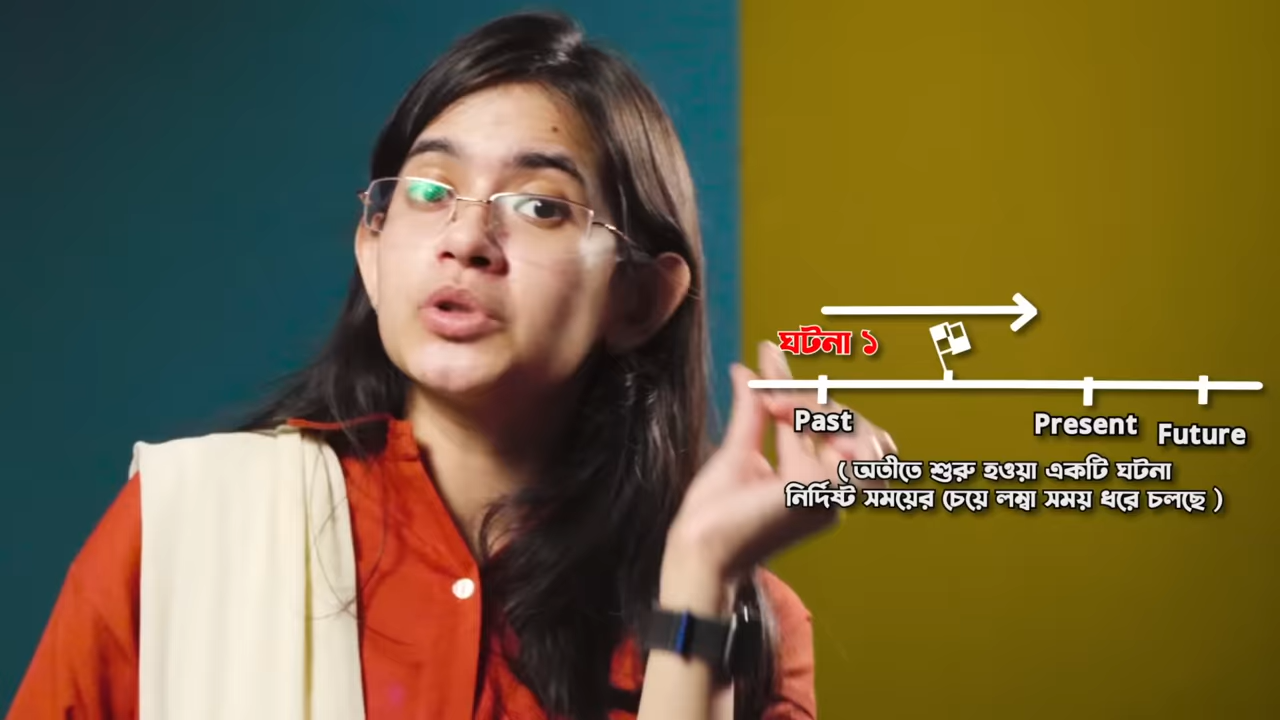 ঘটনা ১
Past
Present
Future
( অতীতে শুরু হওয়া একটি ঘটনা
নির্দিষ্ট সময়ের চেয়ে লম্বা সময় ধরে চলছে )